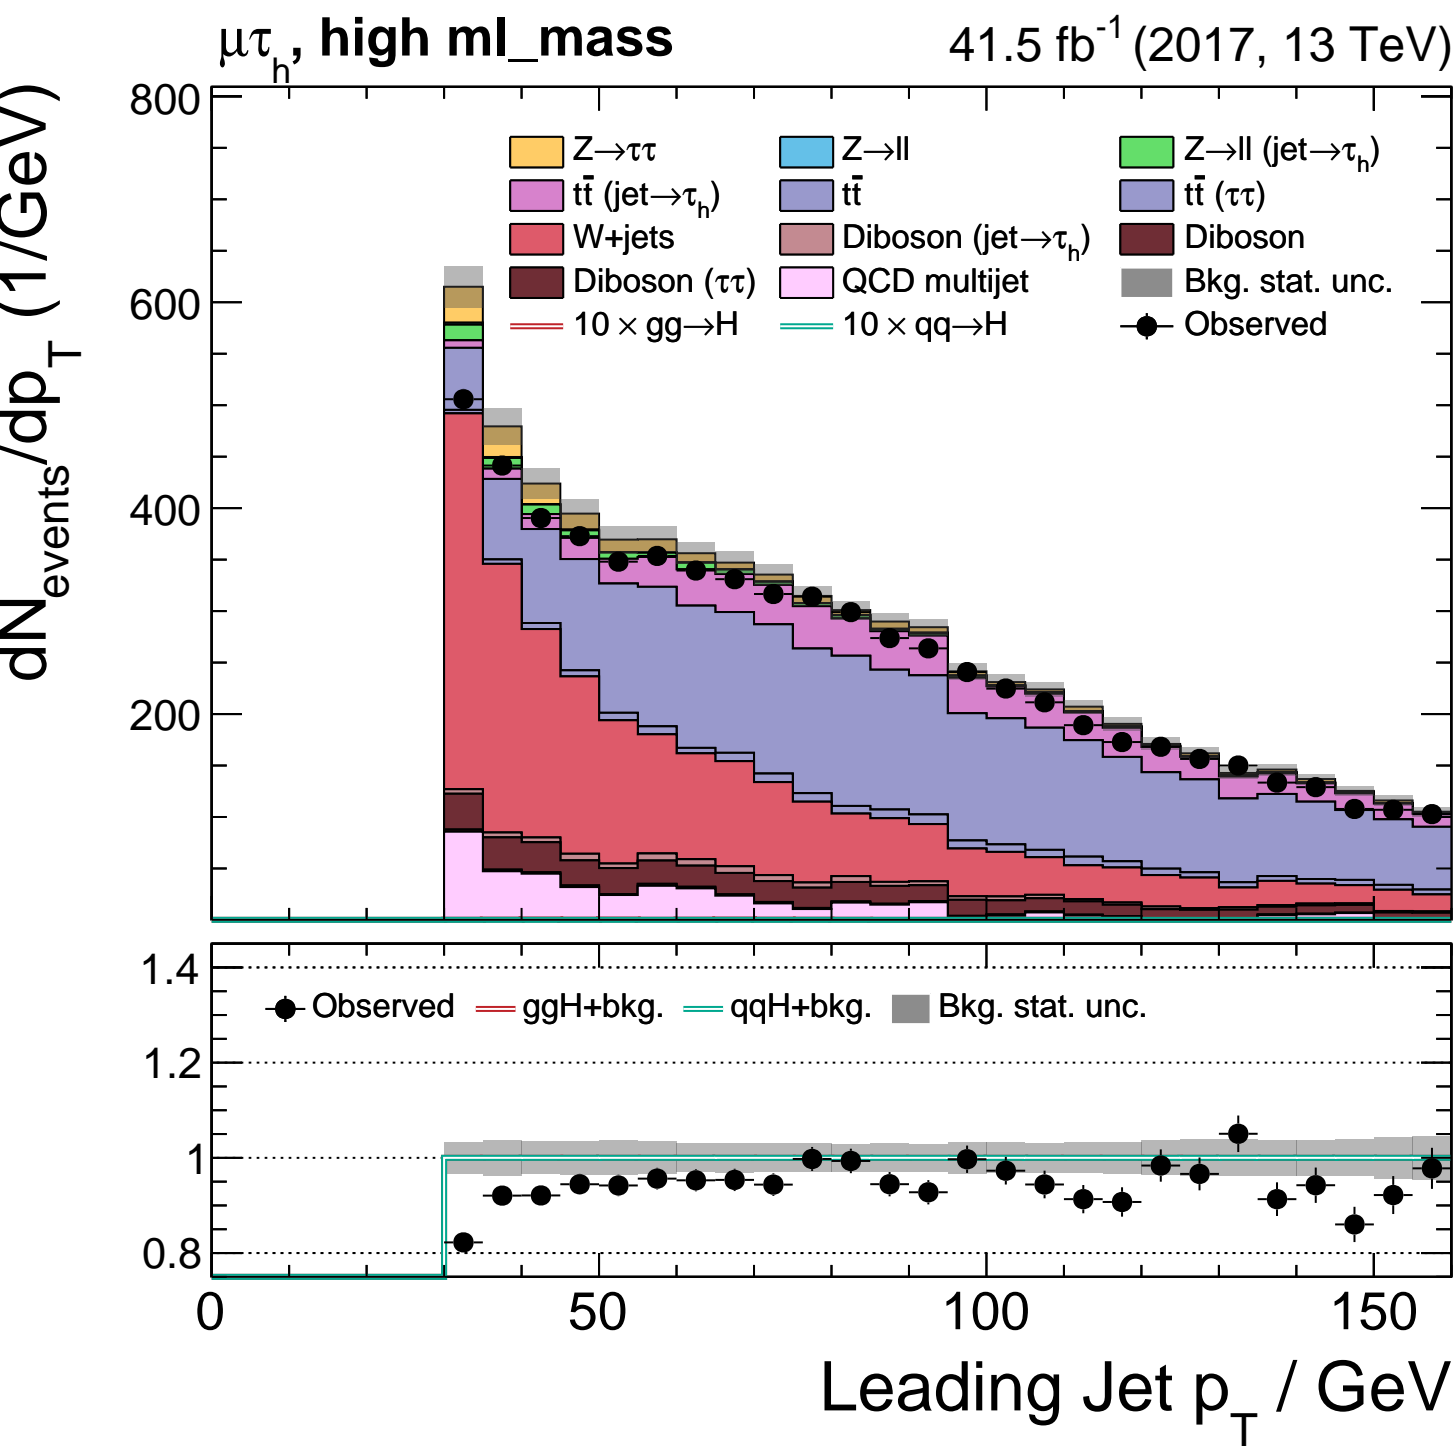 μτh, high ml_mass 41.5 fb⁻¹ (2017, 13 TeV)
dNevents/dpT (1/GeV)
800
600
400
200
Z→ττ Z→ll Z→ll (jet→τh)
tt̄ (jet→τh) tt̄ tt̄ (ττ)
W+jets Diboson (jet→τh) Diboson
Diboson (ττ) QCD multijet Bkg. stat. unc.
10 × gg→H 10 × qq→H Observed
1.4
1.2
1
0.8
Observed ggH+bkg. qqH+bkg. Bkg. stat. unc.
0 50 100 150
Leading Jet pT / GeV